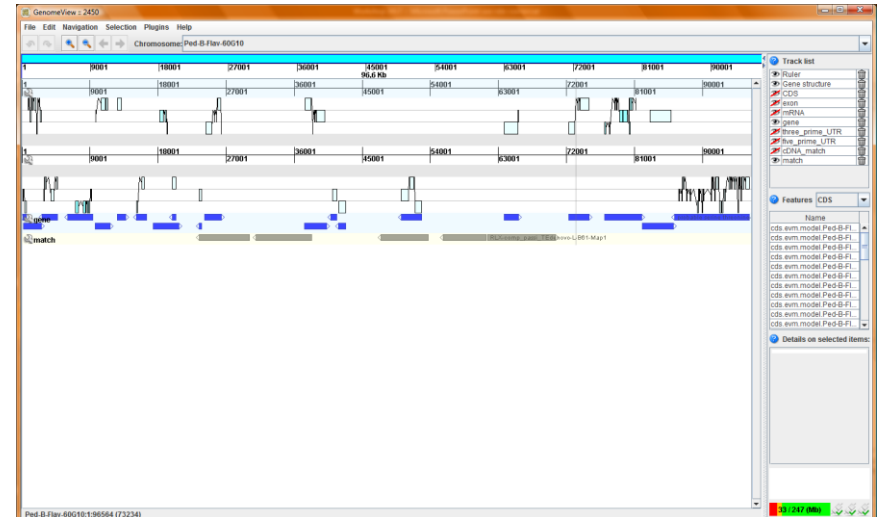 GenomeView :: 2450
File Edit Navigation Selection Plugins Help
Chromosome: Ped-B-Flav-60G10
1 9001 18001 27001 36001 45001 54001 63001 72001 81001 90001
96.6 Kb
1 18001 36001 54001 72001 90001
9001 27001 45001 63001 81001
1 18001 36001 54001 72001 90001
9001 27001 45001 63001 81001
gene
match
Ped-B-Flav-60G10:1:96564 (73234)
Track list
Ruler
Gene structure
CDS
exon
mRNA
gene
three_prime_UTR
five_prime_UTR
cDNA_match
match
Features CDS
Name
cds.evm.model.Ped-B-Fl...
cds.evm.model.Ped-B-Fl...
cds.evm.model.Ped-B-Fl...
cds.evm.model.Ped-B-Fl...
cds.evm.model.Ped-B-Fl...
cds.evm.model.Ped-B-Fl...
cds.evm.model.Ped-B-Fl...
cds.evm.model.Ped-B-Fl...
cds.evm.model.Ped-B-Fl...
cds.evm.model.Ped-B-Fl...
cds.evm.model.Ped-B-Fl...
cds.evm.model.Ped-B-Fl...
Details on selected items:
33 / 247 (Mb)